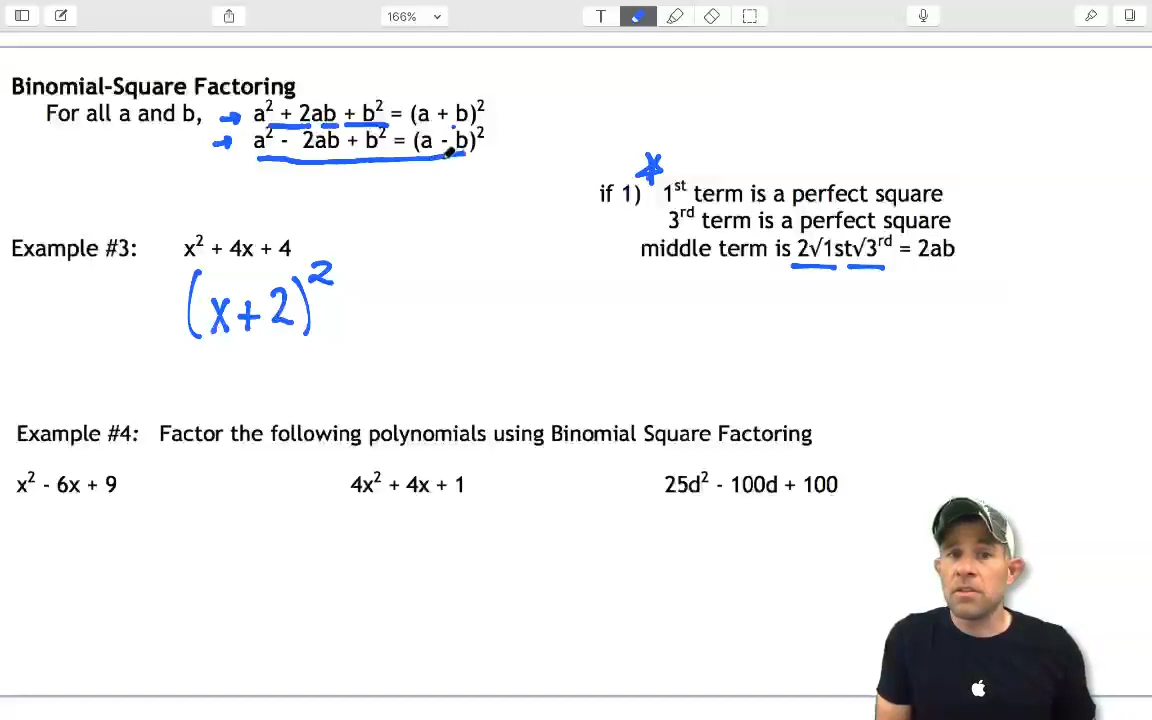 166%
T
Binomial-Square Factoring
For all a and b, → a² + 2ab + b² = (a + b)²
→ a² - 2ab + b² = (a - b)²
if 1) 1st term is a perfect square
3rd term is a perfect square
middle term is 2√1st√3rd = 2ab
Example #3: x² + 4x + 4
(x+2)²
Example #4: Factor the following polynomials using Binomial Square Factoring
x² - 6x + 9 4x² + 4x + 1 25d² - 100d + 100